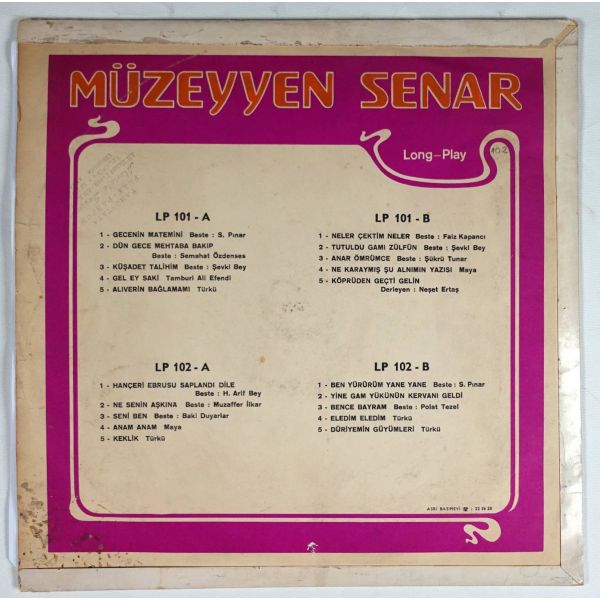 MÜZEYYEN SENAR
Long-Play
102
LP 101 - A
1 - GECENİN MATEMİNİ Beste : S. Pınar
2 - DÜN GECE MEHTABA BAKIP
Beste : Semahat Özdenses
3 - KÜŞADET TALİHİM Beste : Şevki Bey
4 - GEL EY SAKİ Tamburi Ali Efendi
5 - ALIVERİN BAĞLAMAMI Türkü
LP 101 - B
1 - NELER ÇEKTİM NELER Beste : Faiz Kapancı
2 - TUTULDU GAMI ZÜLFÜN Beste : Şevki Bey
3 - ANAR ÖMRÜMCE Beste : Şükrü Tunar
4 - NE KARAYMIŞ ŞU ALNIMIN YAZISI Maya
5 - KÖPRÜDEN GEÇTİ GELİN
Derleyen : Neşet Ertaş
LP 102 - A
1 - HANÇERİ EBRUSU SAPLANDI DİLE
Beste : H. Arif Bey
2 - NE SENİN AŞKINA Beste : Muzaffer İlkar
3 - SENİ BEN Beste : Baki Duyarlar
4 - ANAM ANAM Maya
5 - KEKLİK Türkü
LP 102 - B
1 - BEN YÜRÜRÜM YANE YANE Beste : S. Pınar
2 - YİNE GAM YÜKÜNÜN KERVANI GELDİ
3 - BENCE BAYRAM Beste : Polat Tezel
4 - ELEDİM ELEDİM Türkü
5 - DÜRİYEMİN GÜYÜMLERİ Türkü
ASRİ BASIMEVİ ☎ : 22 26 28